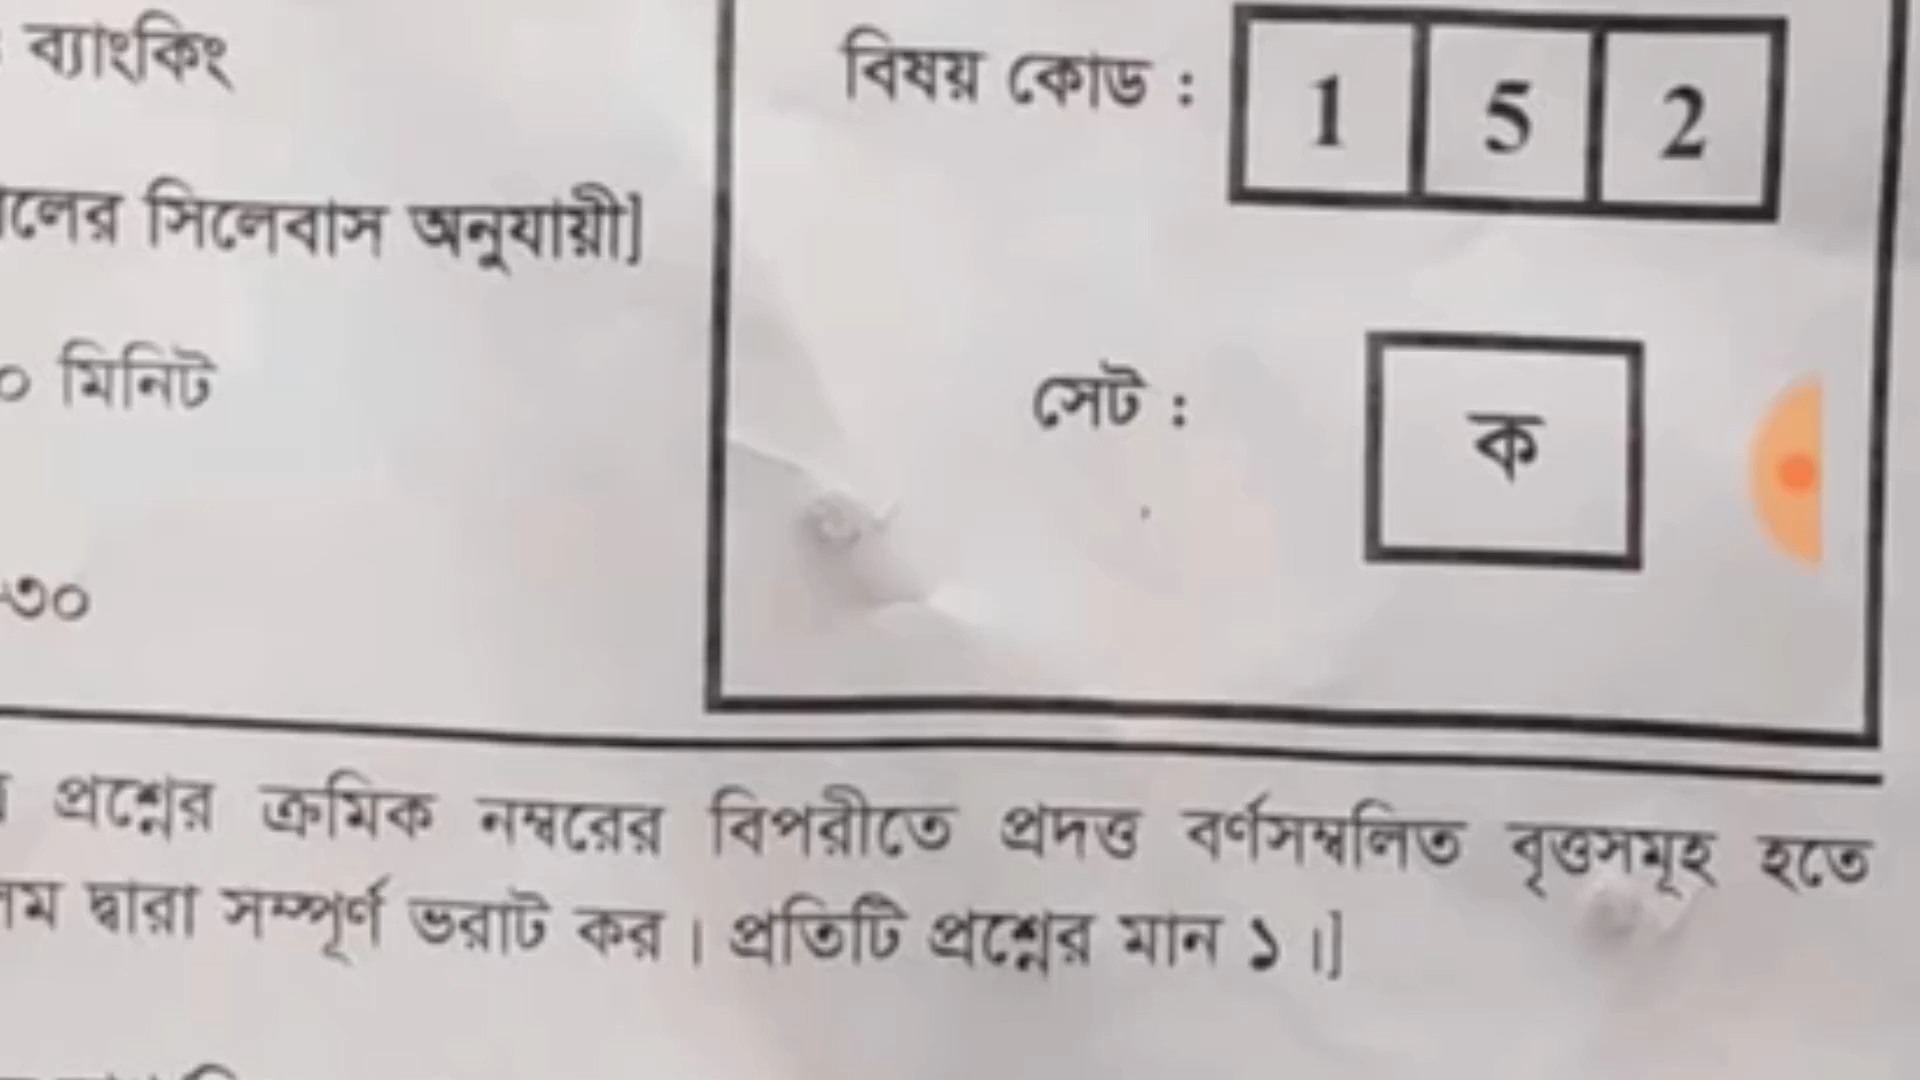 ব্যাংকিং
বিষয় কোড : 1 5 2
সিলেবাস অনুযায়ী]
মিনিট
সেট : ক
৩০
প্রশ্নের ক্রমিক নম্বরের বিপরীতে প্রদত্ত বর্ণসম্বলিত বৃত্তসমূহ হতে
দ্বারা সম্পূর্ণ ভরাট কর। প্রতিটি প্রশ্নের মান ১।]